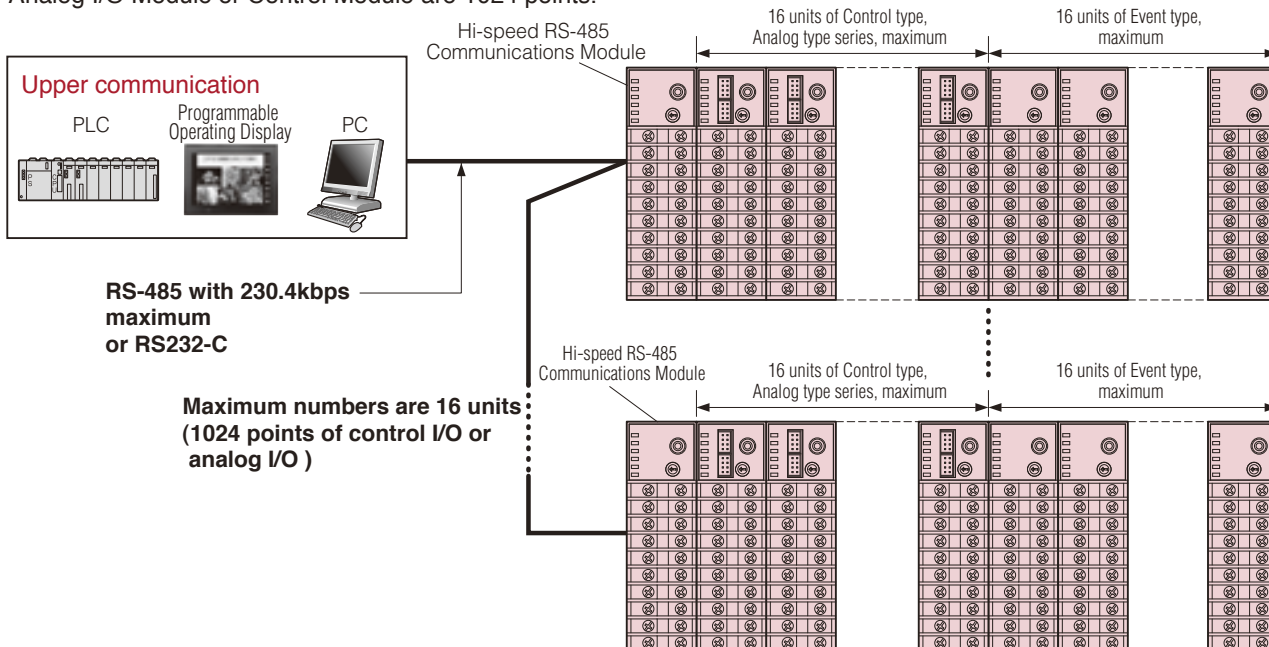 Analog I/O Module or Control Module are 1024 points.
Hi-speed RS-485
Communications Module
16 units of Control type,
Analog type series, maximum
16 units of Event type,
maximum
Upper communication
PLC
Programmable
Operating Display
PC
RS-485 with 230.4kbps
maximum
or RS232-C
Maximum numbers are 16 units
(1024 points of control I/O or
analog I/O )
Hi-speed RS-485
Communications Module
16 units of Control type,
Analog type series, maximum
16 units of Event type,
maximum